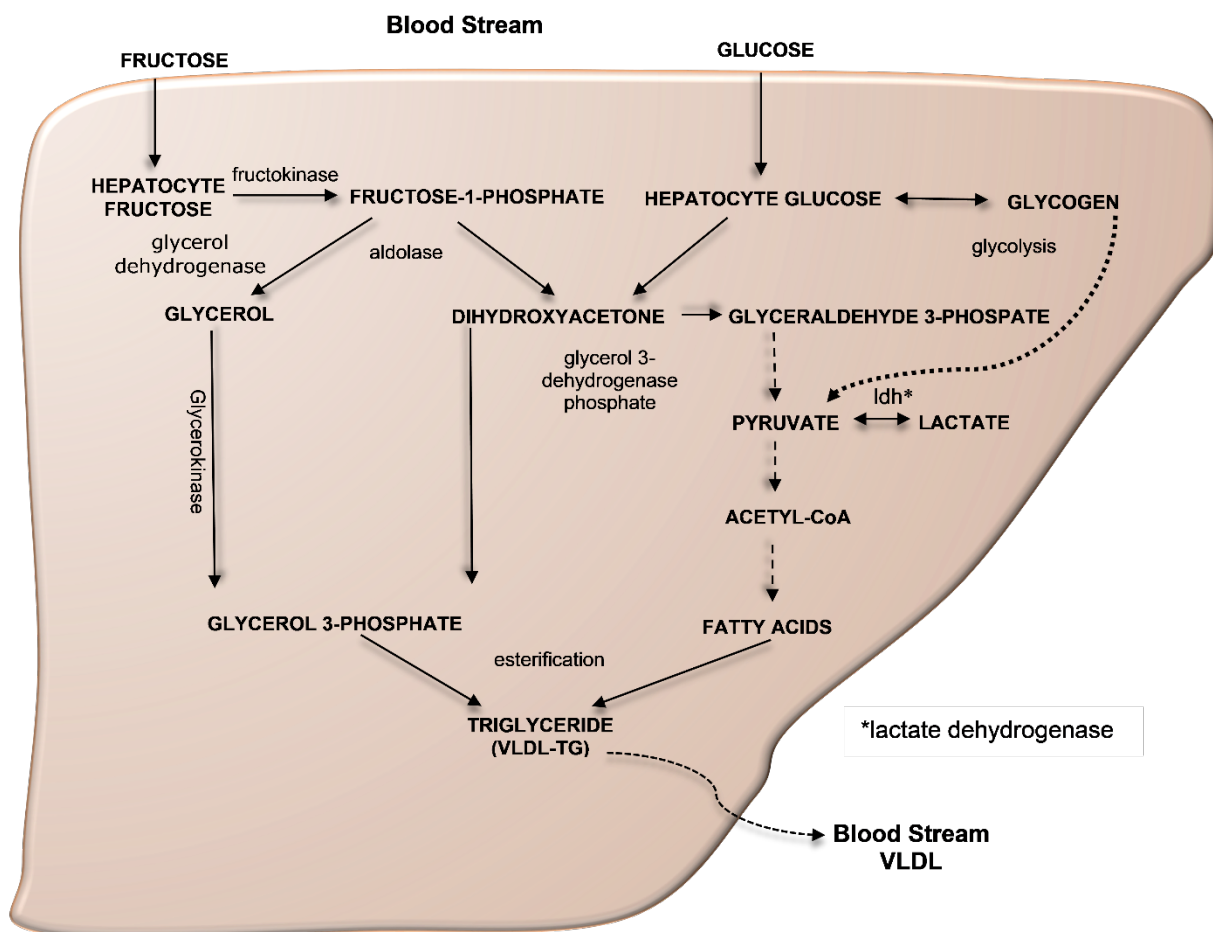 Blood Stream
FRUCTOSE
GLUCOSE
HEPATOCYTE
FRUCTOSE
fructokinase
FRUCTOSE-1-PHOSPHATE
HEPATOCYTE GLUCOSE
GLYCOGEN
glycerol
dehydrogenase
aldolase
glycolysis
GLYCEROL
DIHYDROXYACETONE
GLYCERALDEHYDE 3-PHOSPATE
glycerol 3-
dehydrogenase
phosphate
Glycerokinase
ldh*
PYRUVATE
LACTATE
ACETYL-CoA
GLYCEROL 3-PHOSPHATE
FATTY ACIDS
esterification
TRIGLYCERIDE
(VLDL-TG)
*lactate dehydrogenase
Blood Stream
VLDL